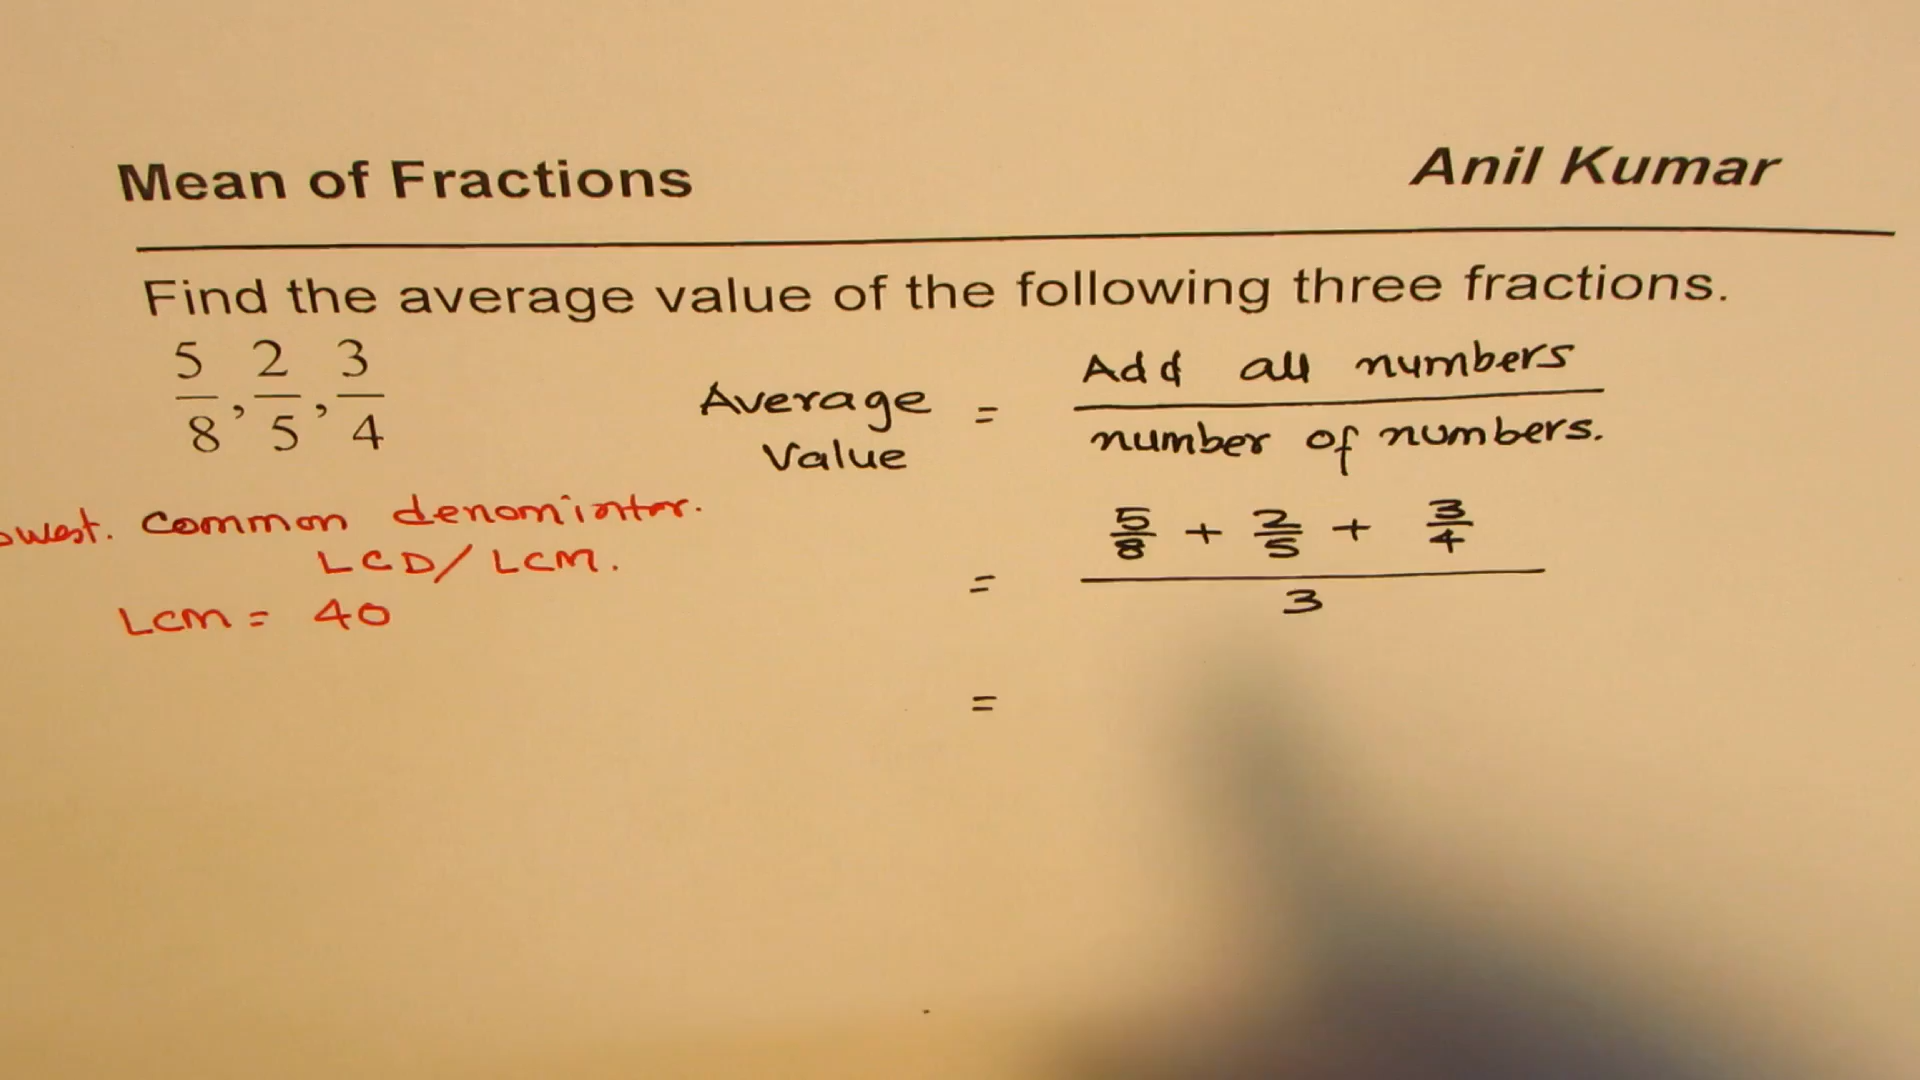 Mean of Fractions
Anil Kumar
Find the average value of the following three fractions.
5/8, 2/5, 3/4
Average Value = Add all numbers / number of numbers.
common denomintor.
LCD/LCM.
LCM = 40
= (5/8 + 2/5 + 3/4) / 3
=